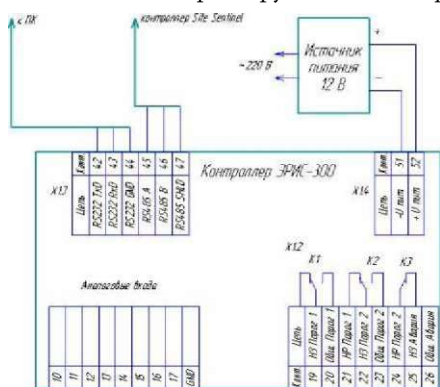 к ПК
контроллер Site Sentinel
Источник
питания
12 В
~220 В
+
−
X13
Цепь
Конт.
RS232 TxD 42
RS232 RxD 43
RS232 GND 44
RS485 A 45
RS485 B 46
RS485 SHLD 47
Контроллер ЭРИС-300
X14
Цепь
Конт.
-U пит 51
+U пит 52
X12
K1
K2
K3
Конт
Цепь
19 НЗ Порог 1
20 Общ Порог 1
21 НР Порог 1
22 НЗ Порог 2
23 Общ Порог 2
24 НР Порог 2
25 НЗ Авария
26 Общ Авария
Аналоговые входа
10
11
12
13
14
15
16
17
GND